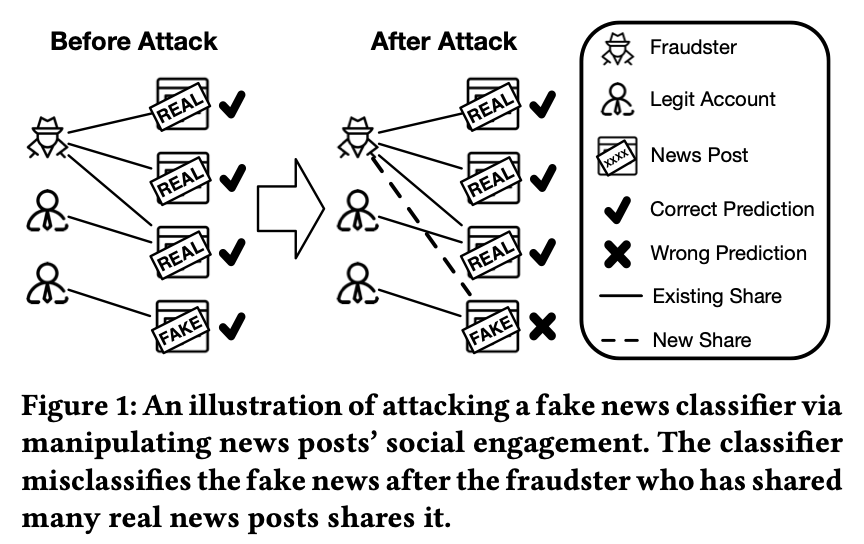 Before Attack
After Attack
REAL
REAL
REAL
FAKE
REAL
REAL
REAL
FAKE
Fraudster
Legit Account
XXXX
News Post
Correct Prediction
Wrong Prediction
Existing Share
New Share
Figure 1: An illustration of attacking a fake news classifier via
manipulating news posts’ social engagement. The classifier
misclassifies the fake news after the fraudster who has shared
many real news posts shares it.